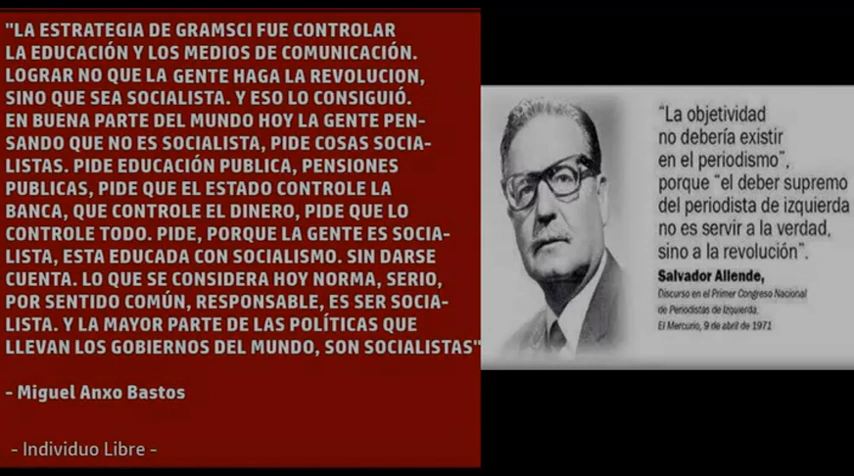 "LA ESTRATEGIA DE GRAMSCI FUE CONTROLAR
LA EDUCACIÓN Y LOS MEDIOS DE COMUNICACIÓN.
LOGRAR NO QUE LA GENTE HAGA LA REVOLUCION,
SINO QUE SEA SOCIALISTA. Y ESO LO CONSIGUIÓ.
EN BUENA PARTE DEL MUNDO HOY LA GENTE PEN-
SANDO QUE NO ES SOCIALISTA, PIDE COSAS SOCIA-
LISTAS. PIDE EDUCACIÓN PUBLICA, PENSIONES
PUBLICAS, PIDE QUE EL ESTADO CONTROLE LA
BANCA, QUE CONTROLE EL DINERO, PIDE QUE LO
CONTROLE TODO. PIDE, PORQUE LA GENTE ES SOCIA-
LISTA, ESTA EDUCADA CON SOCIALISMO. SIN DARSE
CUENTA. LO QUE SE CONSIDERA HOY NORMA, SERIO,
POR SENTIDO COMÚN, RESPONSABLE, ES SER SOCIA-
LISTA. Y LA MAYOR PARTE DE LAS POLÍTICAS QUE
LLEVAN LOS GOBIERNOS DEL MUNDO, SON SOCIALISTAS"
- Miguel Anxo Bastos
- Individuo Libre -
"La objetividad
no debería existir
en el periodismo",
porque "el deber supremo
del periodista de izquierda
no es servir a la verdad,
sino a la revolución".
Salvador Allende,
Discurso en el Primer Congreso Nacional
de Periodistas de Izquierda,
El Mercurio, 9 de abril de 1971